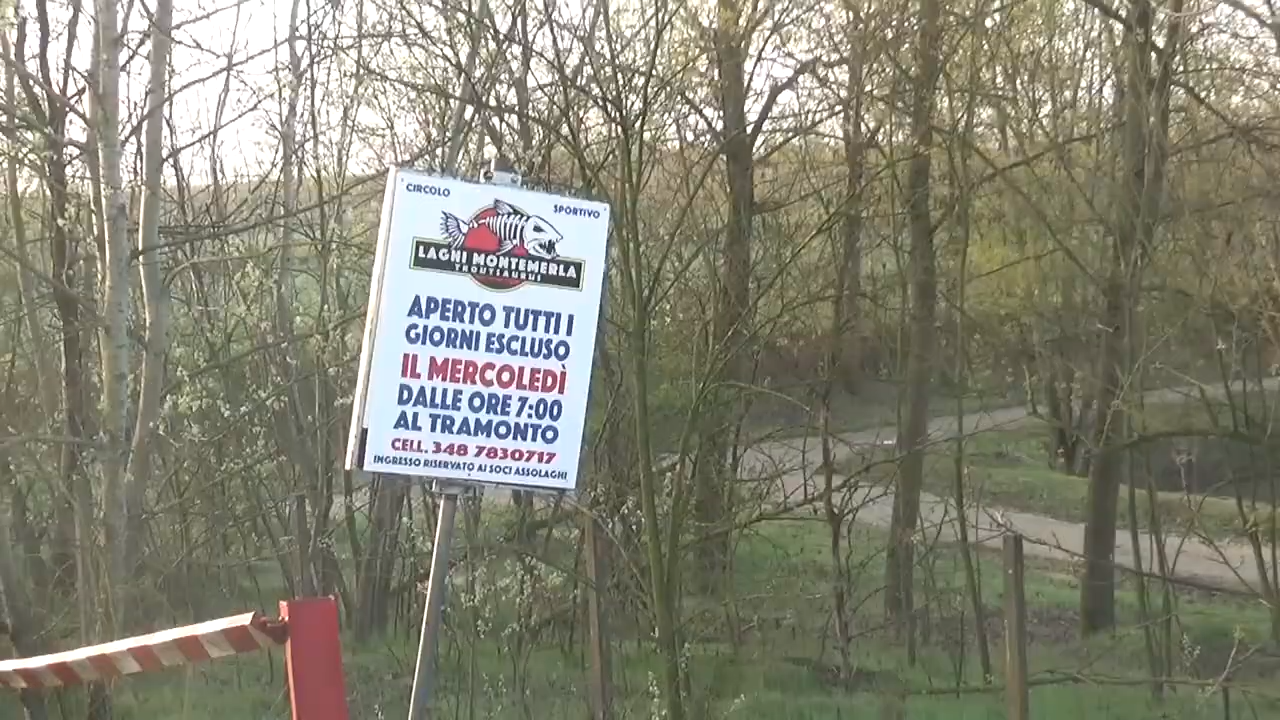 CIRCOLO SPORTIVO
LAGHI MONTEMERLA
TROUTSAURUS
APERTO TUTTI I
GIORNI ESCLUSO
IL MERCOLEDÌ
DALLE ORE 7:00
AL TRAMONTO
CELL. 348 7830717
INGRESSO RISERVATO AI SOCI ASSOLAGHI